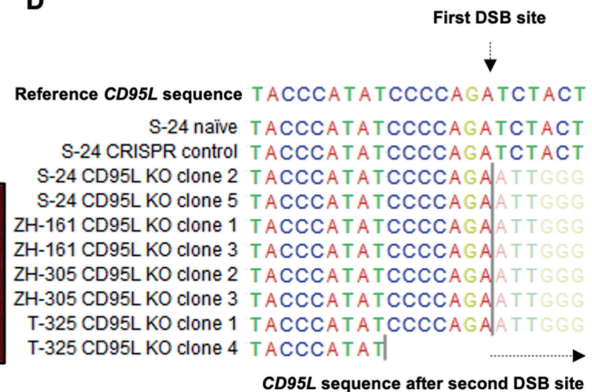 D
First DSB site
Reference CD95L sequence TACCCATATCCCCAGATCTACT
S-24 naïve TACCCATATCCCCAGATCTACT
S-24 CRISPR control TACCCATATCCCCAGATCTACT
S-24 CD95L KO clone 2 TACCCATATCCCCAGAATTGGG
S-24 CD95L KO clone 5 TACCCATATCCCCAGAATTGGG
ZH-161 CD95L KO clone 1 TACCCATATCCCCAGAATTGGG
ZH-161 CD95L KO clone 3 TACCCATATCCCCAGAATTGGG
ZH-305 CD95L KO clone 2 TACCCATATCCCCAGAATTGGG
ZH-305 CD95L KO clone 3 TACCCATATCCCCAGAATTGGG
T-325 CD95L KO clone 1 TACCCATATCCCCAGAATTGGG
T-325 CD95L KO clone 4 TACCCATAT
CD95L sequence after second DSB site